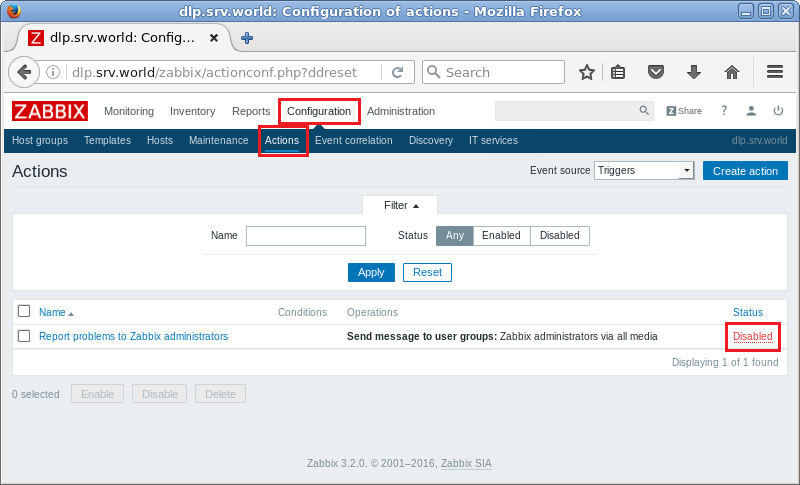 dlp.srv.world: Configuration of actions - Mozilla Firefox
Z dlp.srv.world: Config... ×
dlp.srv.world/zabbix/actionconf.php?ddreset
Search
ZABBIX Monitoring Inventory Reports Configuration Administration Z Share ?
Host groups Templates Hosts Maintenance Actions Event correlation Discovery IT services dlp.srv.world
Actions Event source Triggers Create action
Filter
Name Status Any Enabled Disabled
Apply Reset
Name Conditions Operations Status
Report problems to Zabbix administrators Send message to user groups: Zabbix administrators via all media Disabled
Displaying 1 of 1 found
0 selected Enable Disable Delete
Zabbix 3.2.0. © 2001–2016, Zabbix SIA